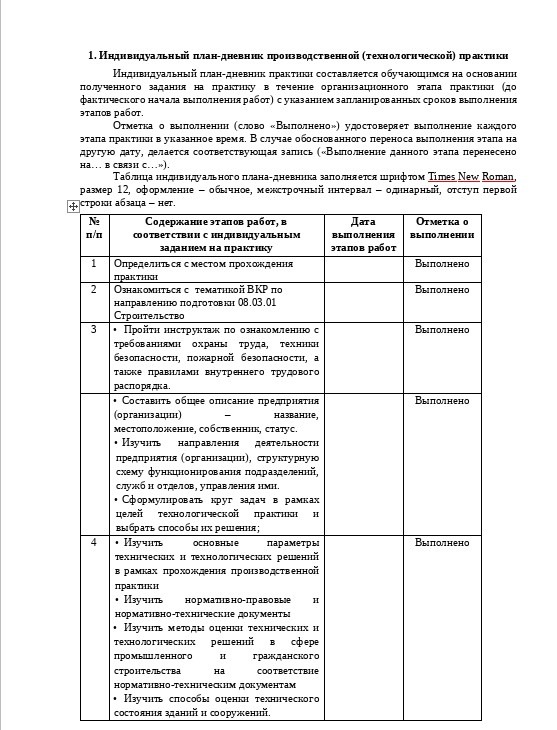 1. Индивидуальный план-дневник производственной (технологической) практики
Индивидуальный план-дневник практики составляется обучающимся на основании
полученного задания на практику в течение организационного этапа практики (до
фактического начала выполнения работ) с указанием запланированных сроков выполнения
этапов работ.
Отметка о выполнении (слово «Выполнено») удостоверяет выполнение каждого
этапа практики в указанное время. В случае обоснованного переноса выполнения этапа на
другую дату, делается соответствующая запись («Выполнение данного этапа перенесено
на… в связи с…»).
Таблица индивидуального плана-дневника заполняется шрифтом Times New Roman,
размер 12, оформление – обычное, межстрочный интервал – одинарный, отступ первой
строки абзаца – нет.
№ Содержание этапов работ, в Дата Отметка о
п/п соответствии с индивидуальным выполнения выполнении
заданием на практику этапов работ
1 Определиться с местом прохождения Выполнено
практики
2 Ознакомиться с тематикой ВКР по Выполнено
направлению подготовки 08.03.01
Строительство
3 • Пройти инструктаж по ознакомлению с Выполнено
требованиями охраны труда, техники
безопасности, пожарной безопасности, а
также правилами внутреннего трудового
распорядка.
• Составить общее описание предприятия Выполнено
(организации) – название,
местоположение, собственник, статус.
• Изучить направления деятельности
предприятия (организации), структурную
схему функционирования подразделений,
служб и отделов, управления ими.
• Сформулировать круг задач в рамках
целей технологической практики и
выбрать способы их решения;
4 • Изучить основные параметры Выполнено
технических и технологических решений
в рамках прохождения производственной
практики
• Изучить нормативно-правовые и
нормативно-технические документы
• Изучить методы оценки технических и
технологических решений в сфере
промышленного и гражданского
строительства на соответствие
нормативно-техническим документам
• Изучить способы оценки технического
состояния зданий и сооружений.